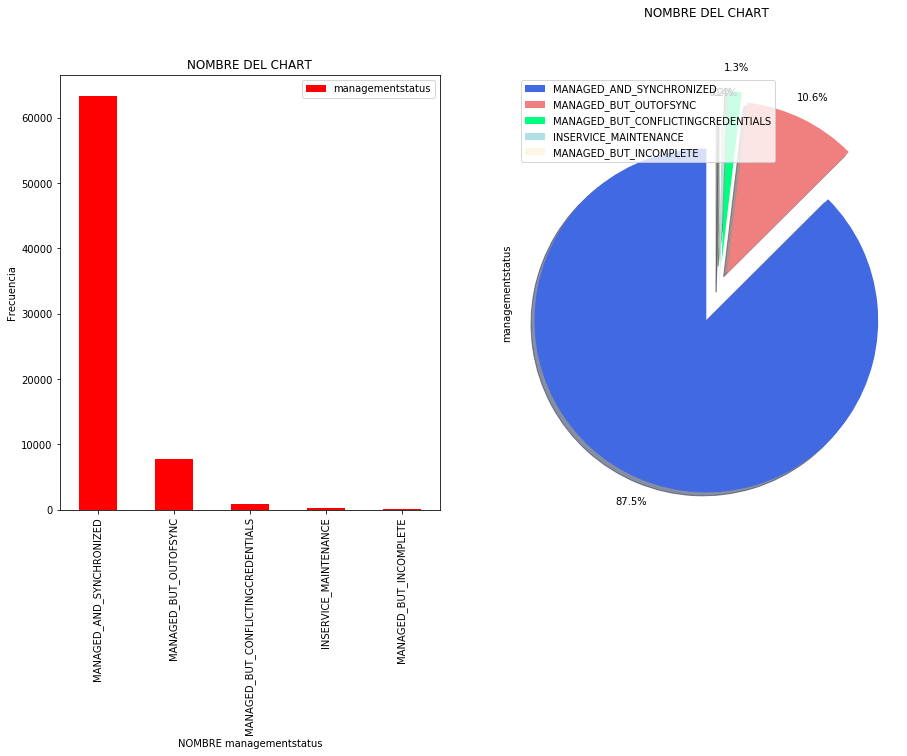 NOMBRE DEL CHART
managementstatus
Frecuencia
60000
50000
40000
30000
20000
10000
0
MANAGED_AND_SYNCHRONIZED
MANAGED_BUT_OUTOFSYNC
MANAGED_BUT_CONFLICTINGCREDENTIALS
INSERVICE_MAINTENANCE
MANAGED_BUT_INCOMPLETE
NOMBRE managementstatus
NOMBRE DEL CHART
1.3%
10.6%
MANAGED_AND_SYNCHRONIZED
MANAGED_BUT_OUTOFSYNC
MANAGED_BUT_CONFLICTINGCREDENTIALS
INSERVICE_MAINTENANCE
MANAGED_BUT_INCOMPLETE
managementstatus
87.5%